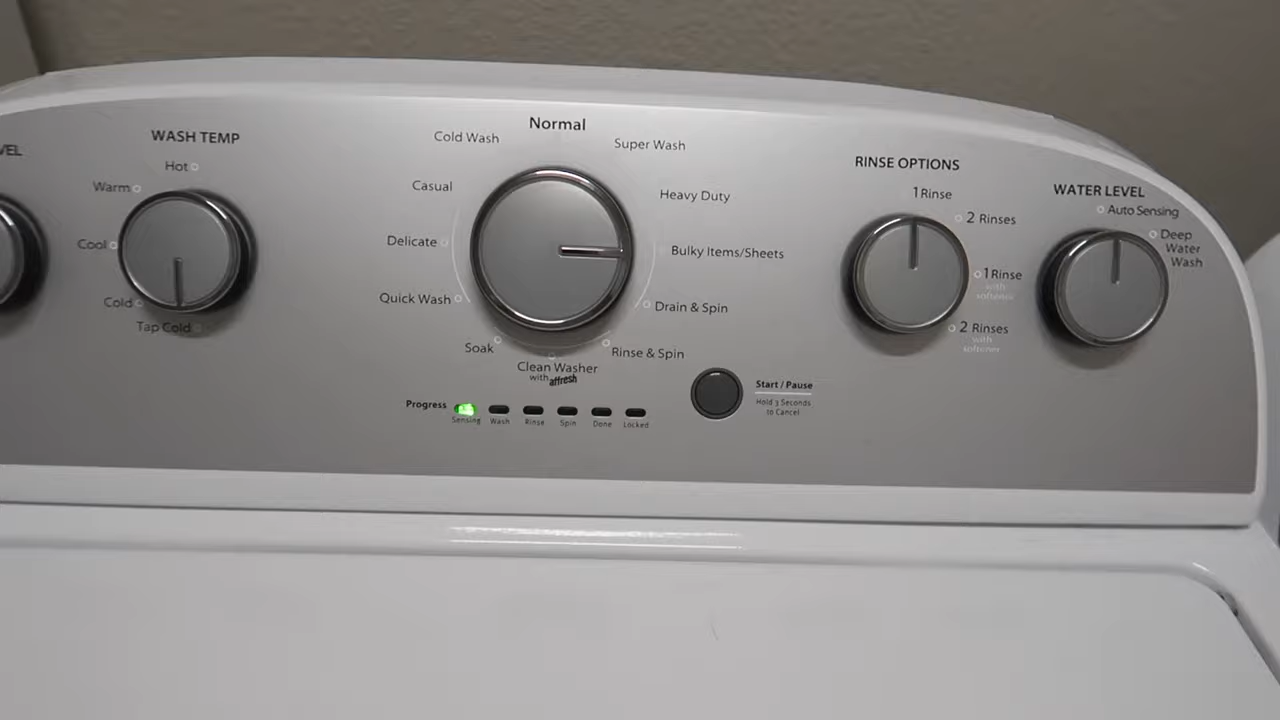 VEL
WASH TEMP
Hot
Warm
Cool
Cold
Tap Cold
Normal
Cold Wash
Super Wash
Casual
Heavy Duty
Delicate
Bulky Items/Sheets
Quick Wash
Drain & Spin
Soak
Rinse & Spin
Clean Washer
with affresh
Progress
Sensing
Wash
Rinse
Spin
Done
Locked
Start / Pause
Hold 3 Seconds
to Cancel
RINSE OPTIONS
1 Rinse
2 Rinses
1 Rinse
with
softener
2 Rinses
with
softener
WATER LEVEL
Auto Sensing
Deep
Water
Wash